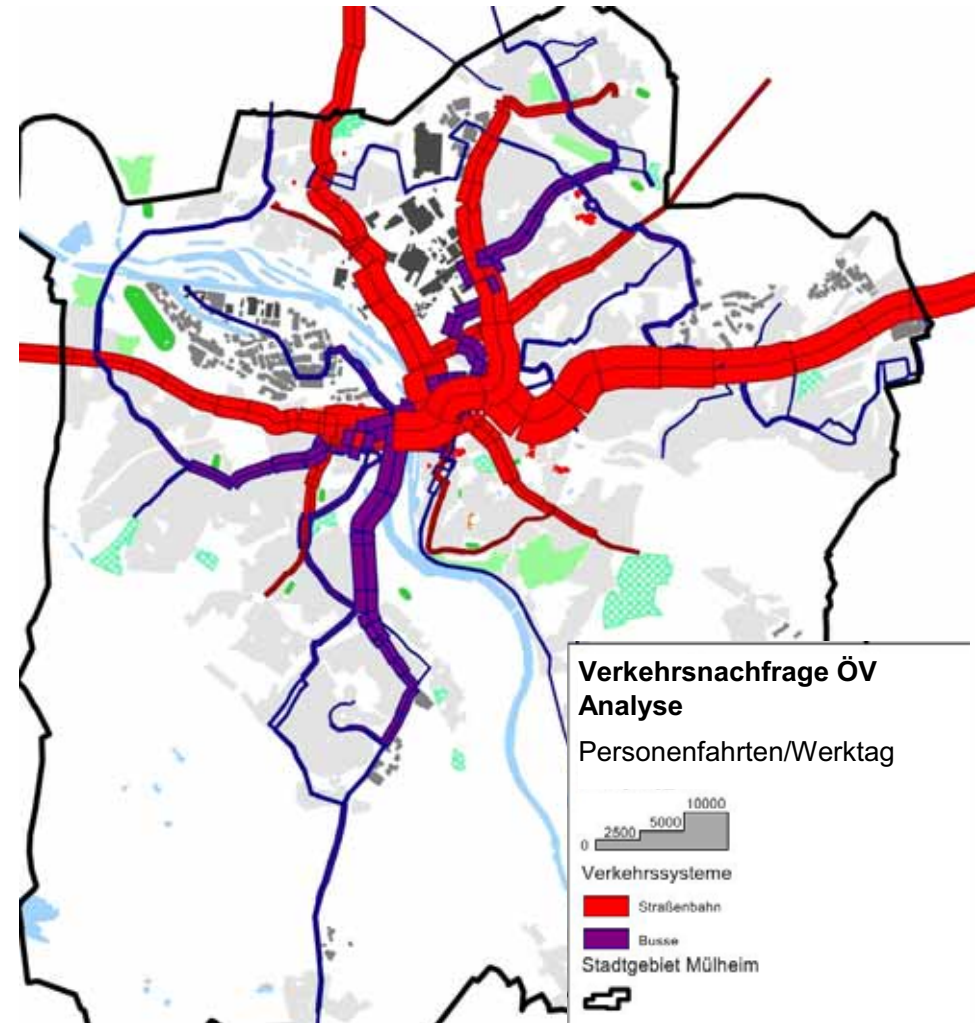 Verkehrsnachfrage ÖV
Analyse
Personenfahrten/Werktag
10000
5000
2500
0
Verkehrssysteme
Straßenbahn
Busse
Stadtgebiet Mülheim